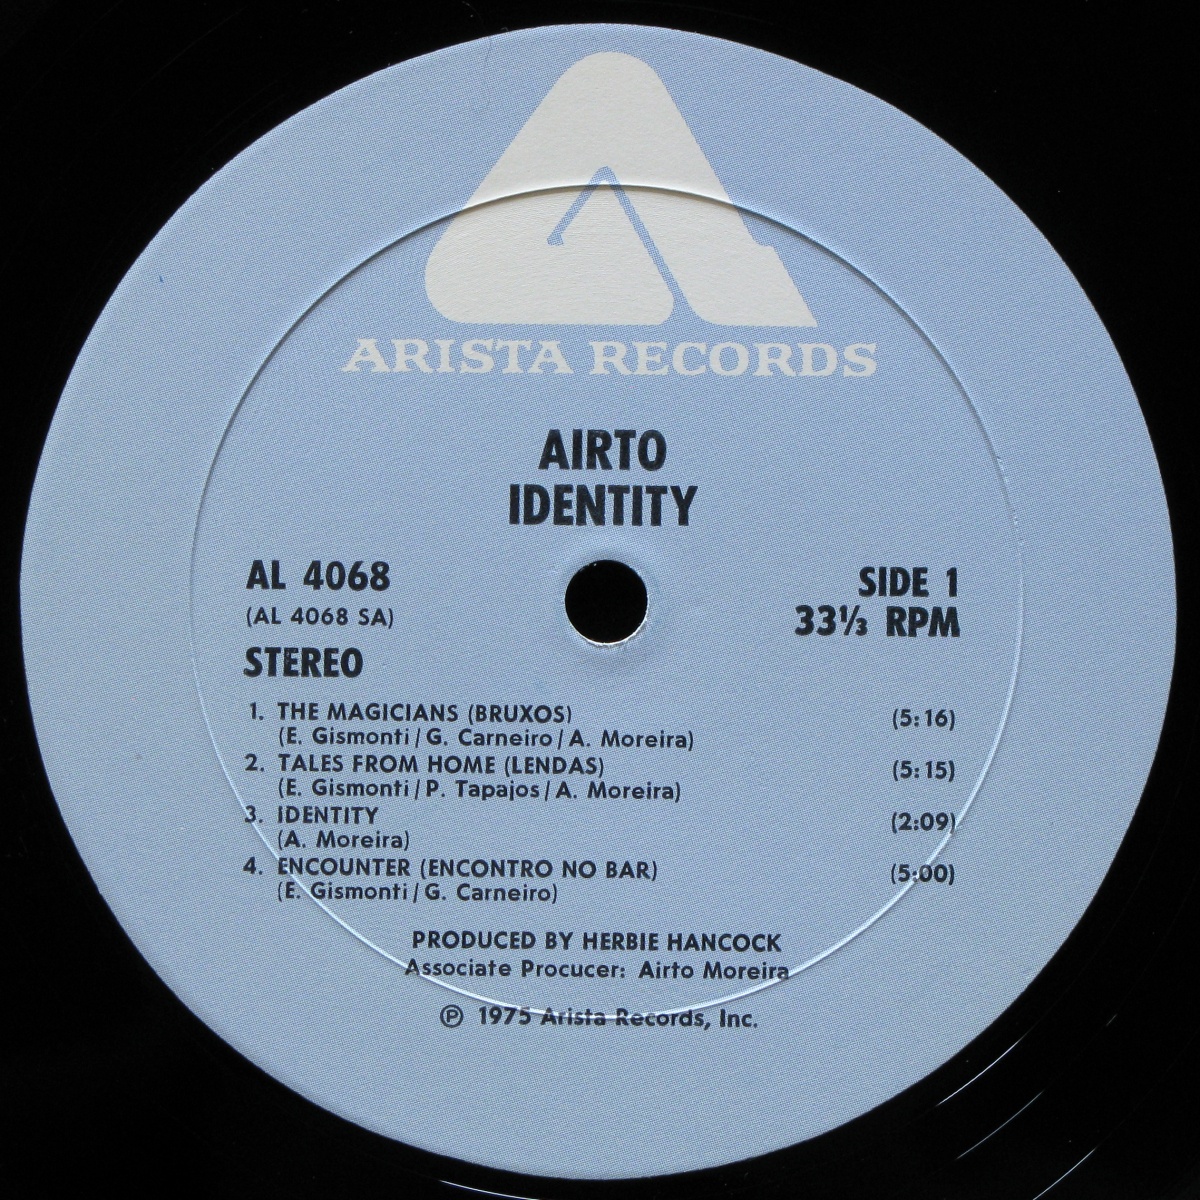 ARISTA RECORDS
AIRTO
IDENTITY
AL 4068
(AL 4068 SA)
STEREO
SIDE 1
33⅓ RPM
1. THE MAGICIANS (BRUXOS) (5:16)
(E. Gismonti/G. Carneiro/A. Moreira)
2. TALES FROM HOME (LENDAS) (5:15)
(E. Gismonti/P. Tapajos/A. Moreira)
3. IDENTITY (2:09)
(A. Moreira)
4. ENCOUNTER (ENCONTRO NO BAR) (5:00)
(E. Gismonti/G. Carneiro)
PRODUCED BY HERBIE HANCOCK
Associate Procucer: Airto Moreira
℗ 1975 Arista Records, Inc.